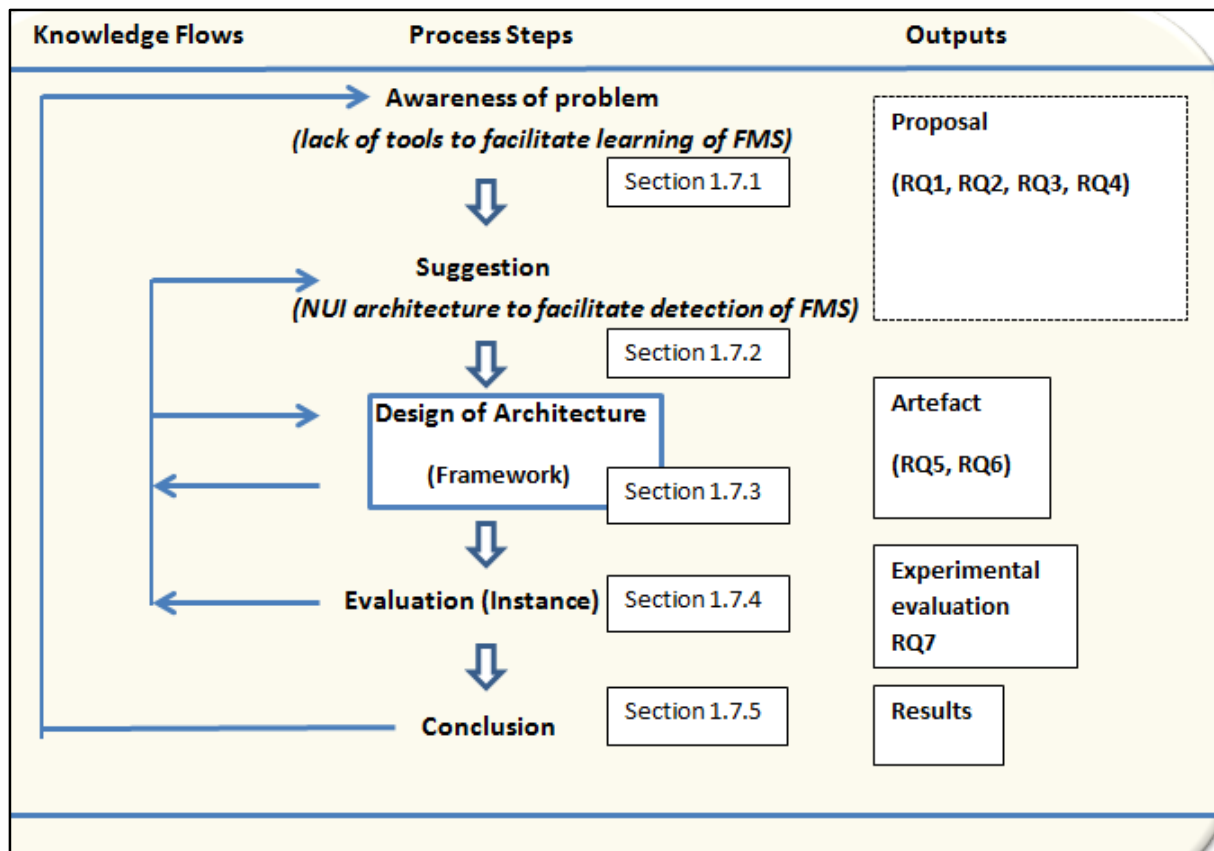 Knowledge Flows
Process Steps
Outputs
Awareness of problem
(lack of tools to facilitate learning of FMS)
Section 1.7.1
Proposal
(RQ1, RQ2, RQ3, RQ4)
Suggestion
(NUI architecture to facilitate detection of FMS)
Section 1.7.2
Design of Architecture
(Framework)
Section 1.7.3
Artefact
(RQ5, RQ6)
Evaluation (Instance)
Section 1.7.4
Experimental
evaluation
RQ7
Conclusion
Section 1.7.5
Results